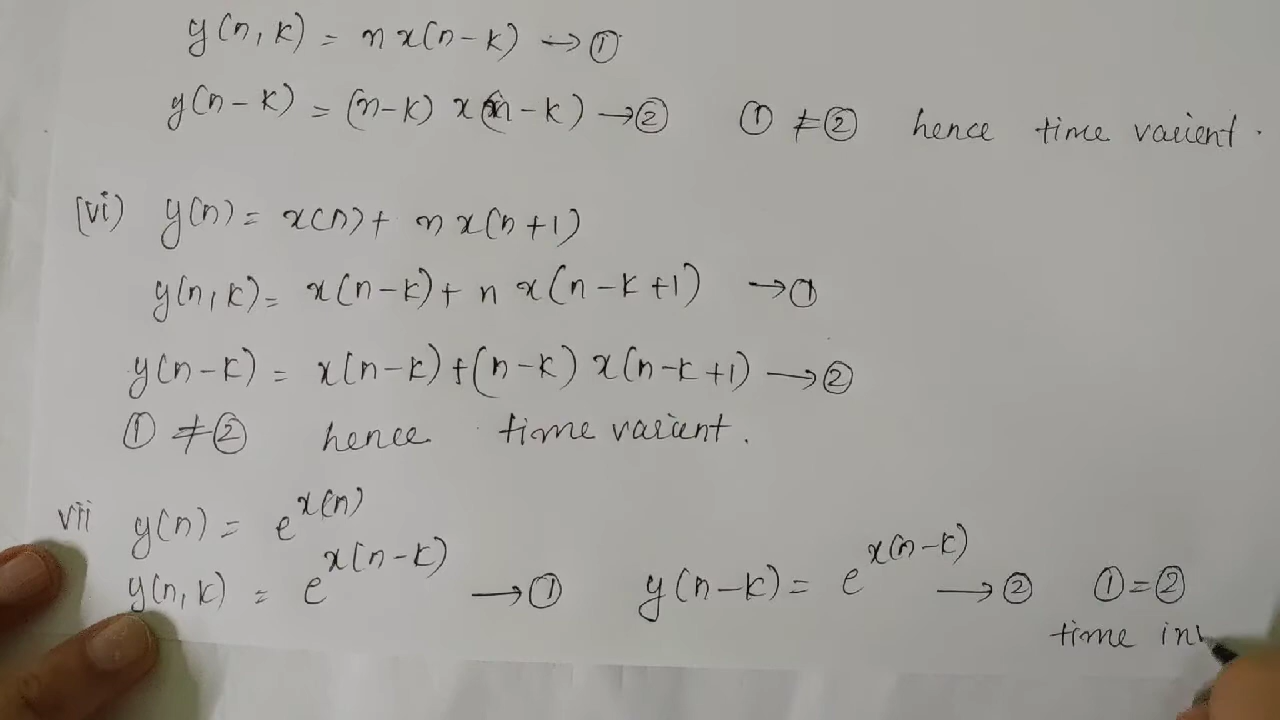 y(n, k) = n x(n-k) → ①
y(n-k) = (n-k) x(n-k) → ② ① ≠ ② hence time varient.
(vi) y(n) = x(n) + n x(n+1)
y(n, k) = x(n-k) + n x(n-k+1) → ①
y(n-k) = x(n-k) + (n-k) x(n-k+1) → ②
① ≠ ② hence time varient.
vii y(n) = e^x(n)
y(n, k) = e^x(n-k) → ① y(n-k) = e^x(n-k) → ② ① = ②
time inv